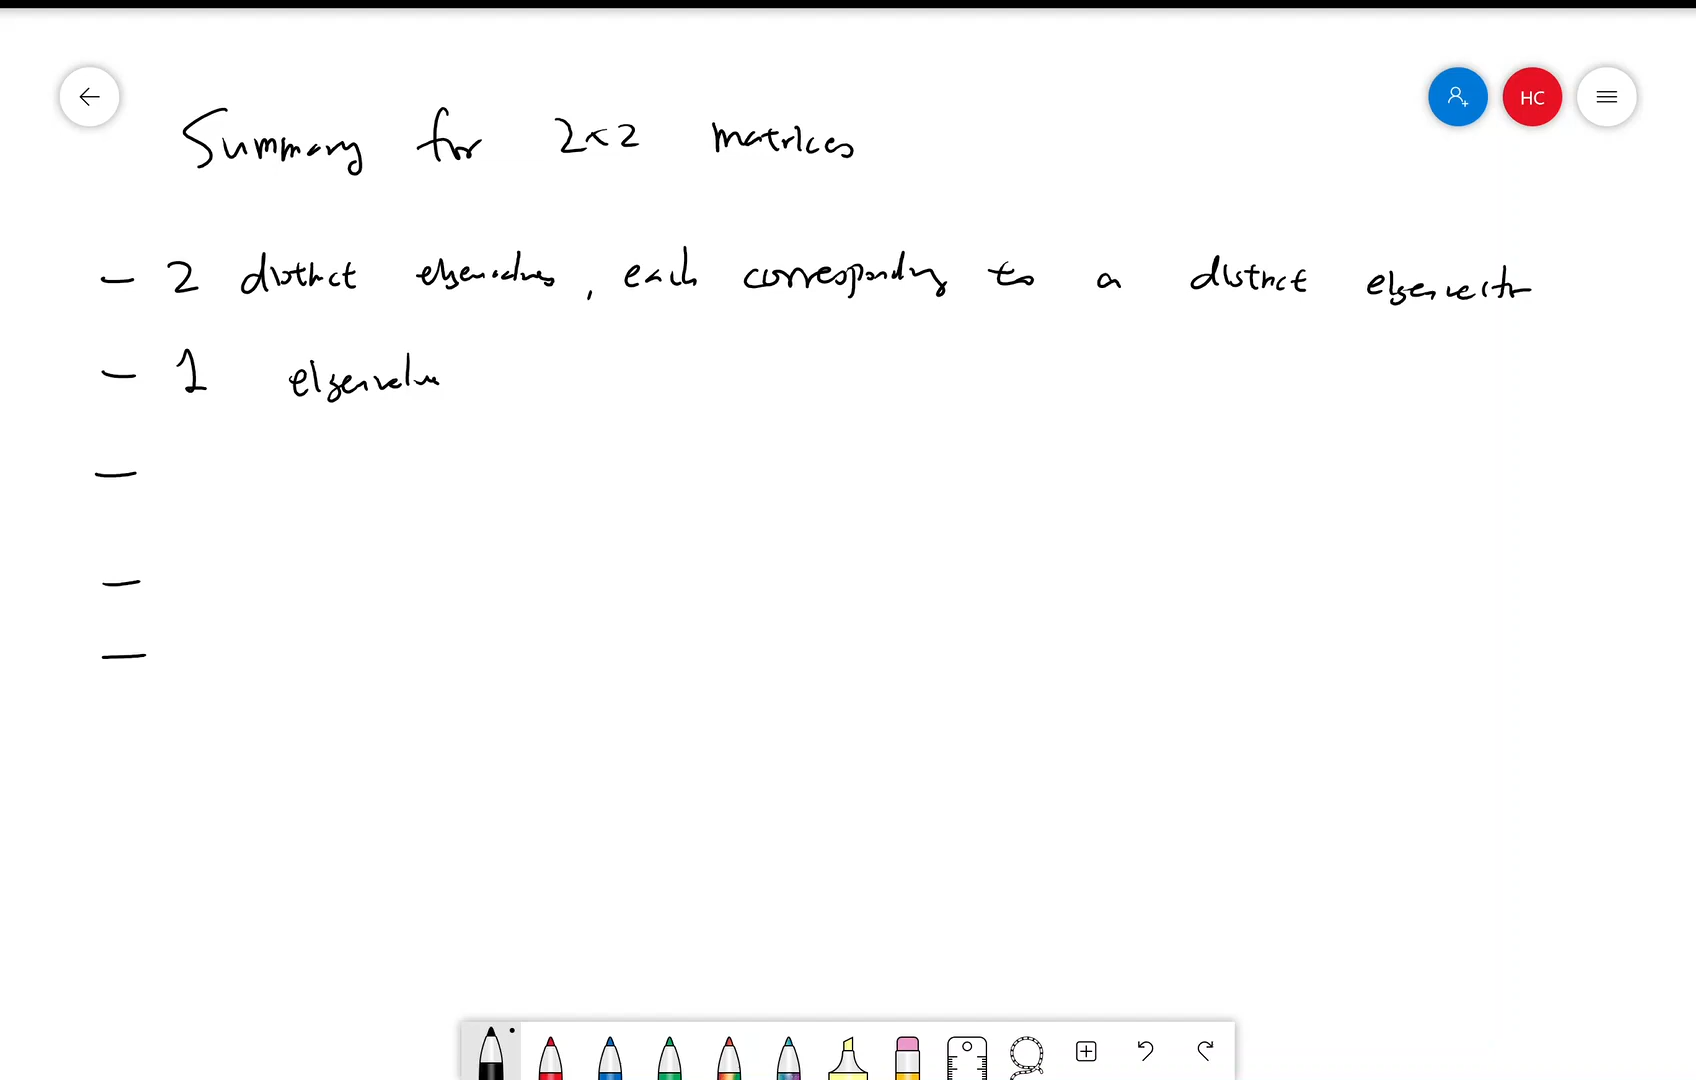 HC
Summary for 2x2 matrices
- 2 distinct eigenvalues, each corresponding to a distinct eigenvector
- 1 eigenvalue
-
-
-